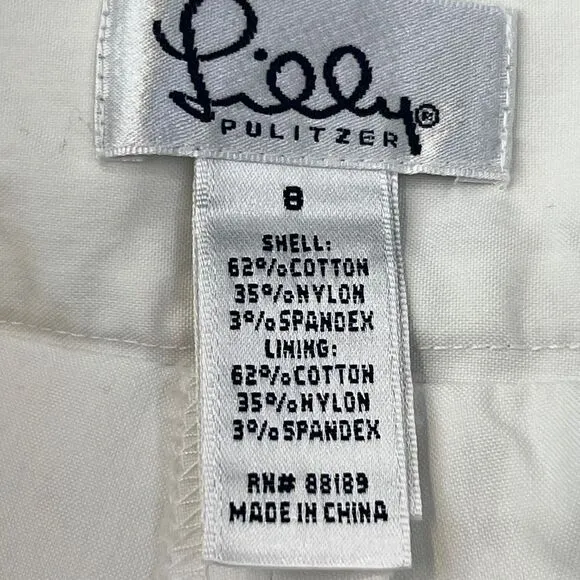 Lilly®
PULITZER
8
SHELL:
62%COTTON
35%NYLON
3%SPANDEX
LINING:
62%COTTON
35%NYLON
3%SPANDEX
RN# 88189
MADE IN CHINA